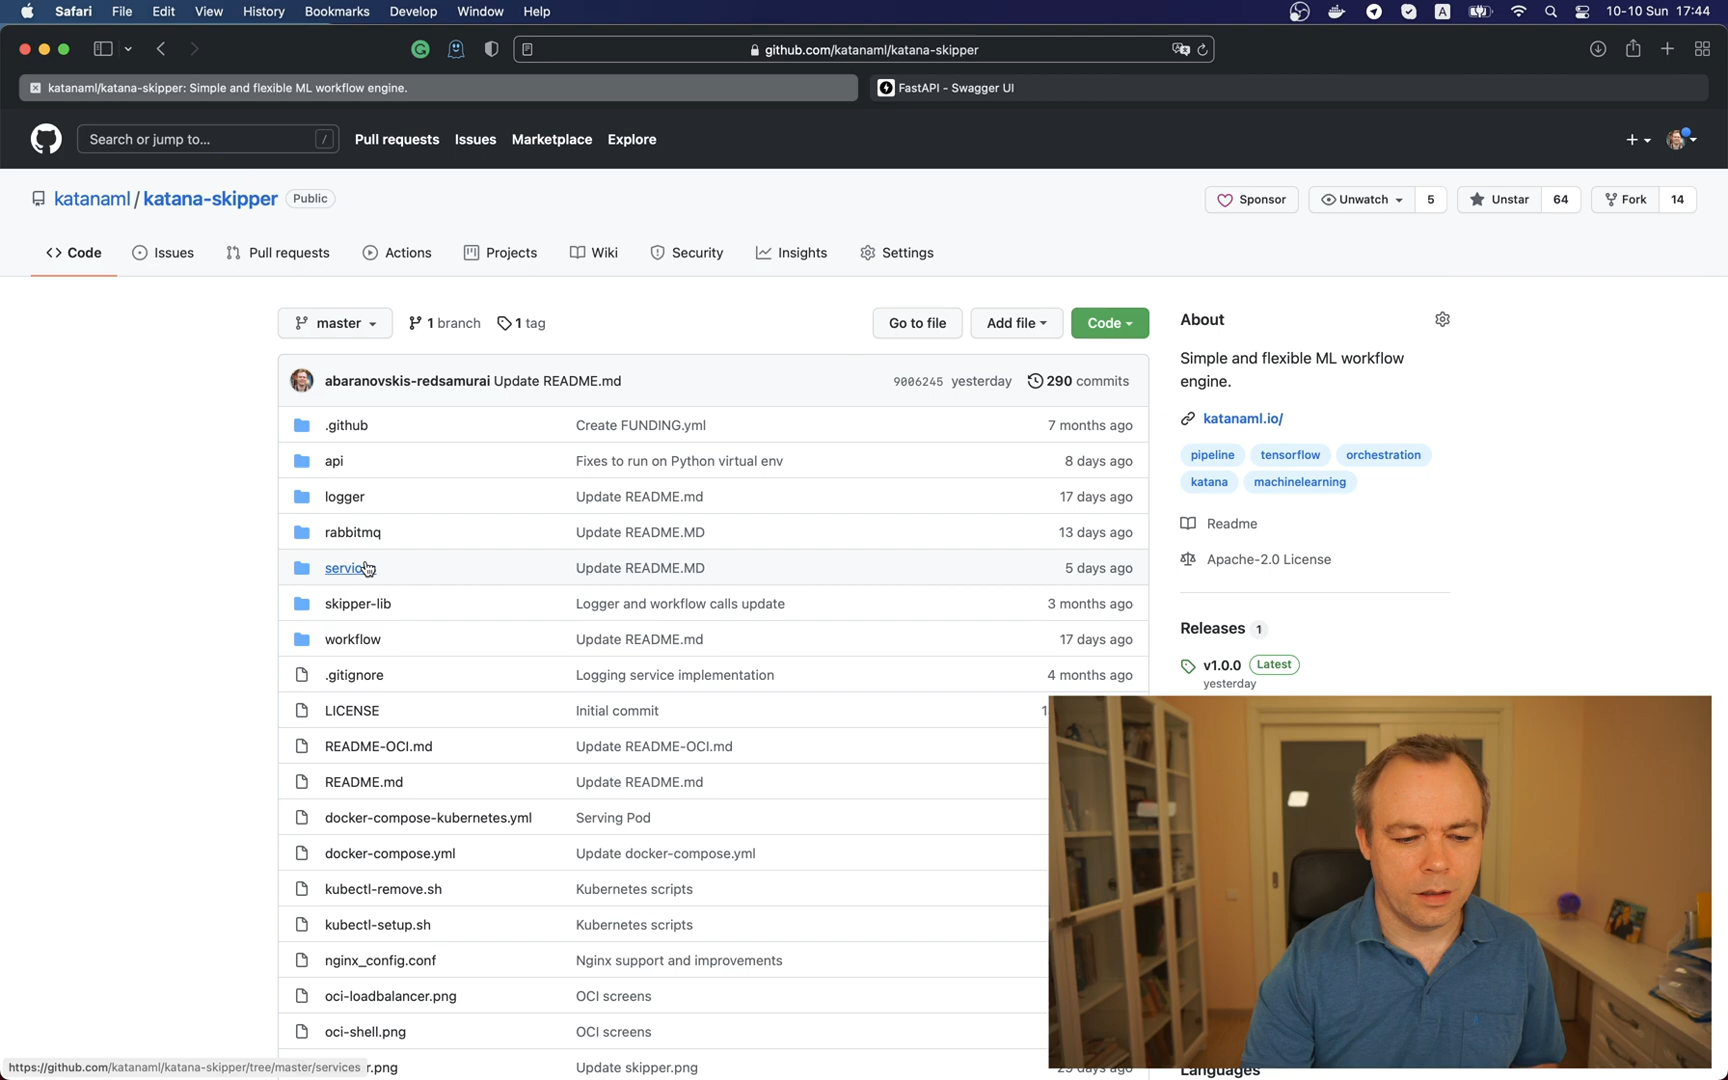 Safari File Edit View History Bookmarks Develop Window Help A 10-10 Sun 17:44
github.com/katanaml/katana-skipper
katanaml/katana-skipper: Simple and flexible ML workflow engine. FastAPI - Swagger UI
Search or jump to... / Pull requests Issues Marketplace Explore
katanaml / katana-skipper Public Sponsor Unwatch 5 Unstar 64 Fork 14
Code Issues Pull requests Actions Projects Wiki Security Insights Settings
master 1 branch 1 tag Go to file Add file Code About
Simple and flexible ML workflow
engine.
abaranovskis-redsamurai Update README.md 9006245 yesterday 290 commits
katanaml.io/
.github Create FUNDING.yml 7 months ago
pipeline tensorflow orchestration
api Fixes to run on Python virtual env 8 days ago
katana machinelearning
logger Update README.md 17 days ago
Readme
rabbitmq Update README.MD 13 days ago
Apache-2.0 License
Update README.MD 5 days ago
skipper-lib Logger and workflow calls update 3 months ago
Releases 1
workflow Update README.md 17 days ago
v1.0.0 Latest
.gitignore Logging service implementation 4 months ago
yesterday
LICENSE Initial commit 1
README-OCI.md Update README-OCI.md
README.md Update README.md
docker-compose-kubernetes.yml Serving Pod
docker-compose.yml Update docker-compose.yml
kubectl-remove.sh Kubernetes scripts
kubectl-setup.sh Kubernetes scripts
nginx_config.conf Nginx support and improvements
oci-loadbalancer.png OCI screens
oci-shell.png OCI screens
https://github.com/katanaml/katana-skipper/tree/master/services r.png Update skipper.png days ago Languages